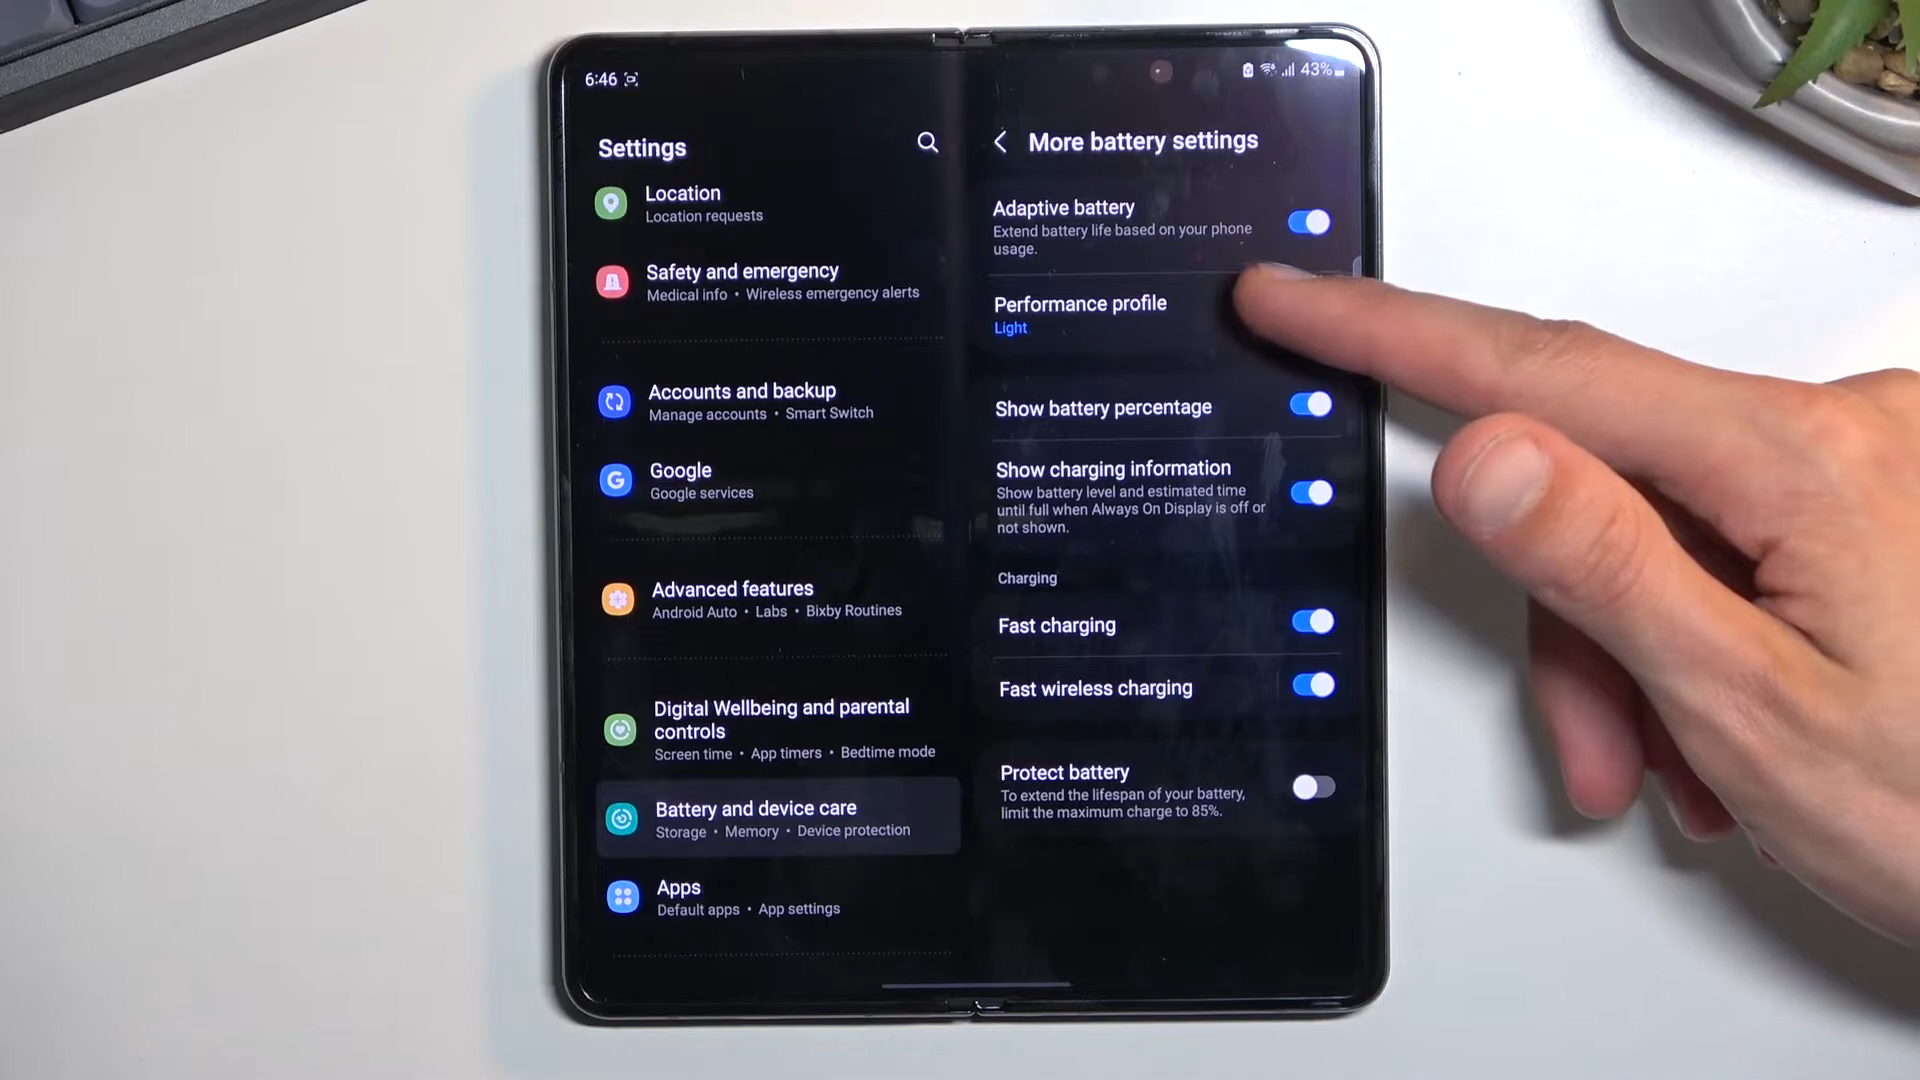 6:46
43%
Settings
Location
Location requests
Safety and emergency
Medical info • Wireless emergency alerts
Accounts and backup
Manage accounts • Smart Switch
Google
Google services
Advanced features
Android Auto • Labs • Bixby Routines
Digital Wellbeing and parental
controls
Screen time • App timers • Bedtime mode
Battery and device care
Storage • Memory • Device protection
Apps
Default apps • App settings
More battery settings
Adaptive battery
Extend battery life based on your phone
usage.
Performance profile
Light
Show battery percentage
Show charging information
Show battery level and estimated time
until full when Always On Display is off or
not shown.
Charging
Fast charging
Fast wireless charging
Protect battery
To extend the lifespan of your battery,
limit the maximum charge to 85%.